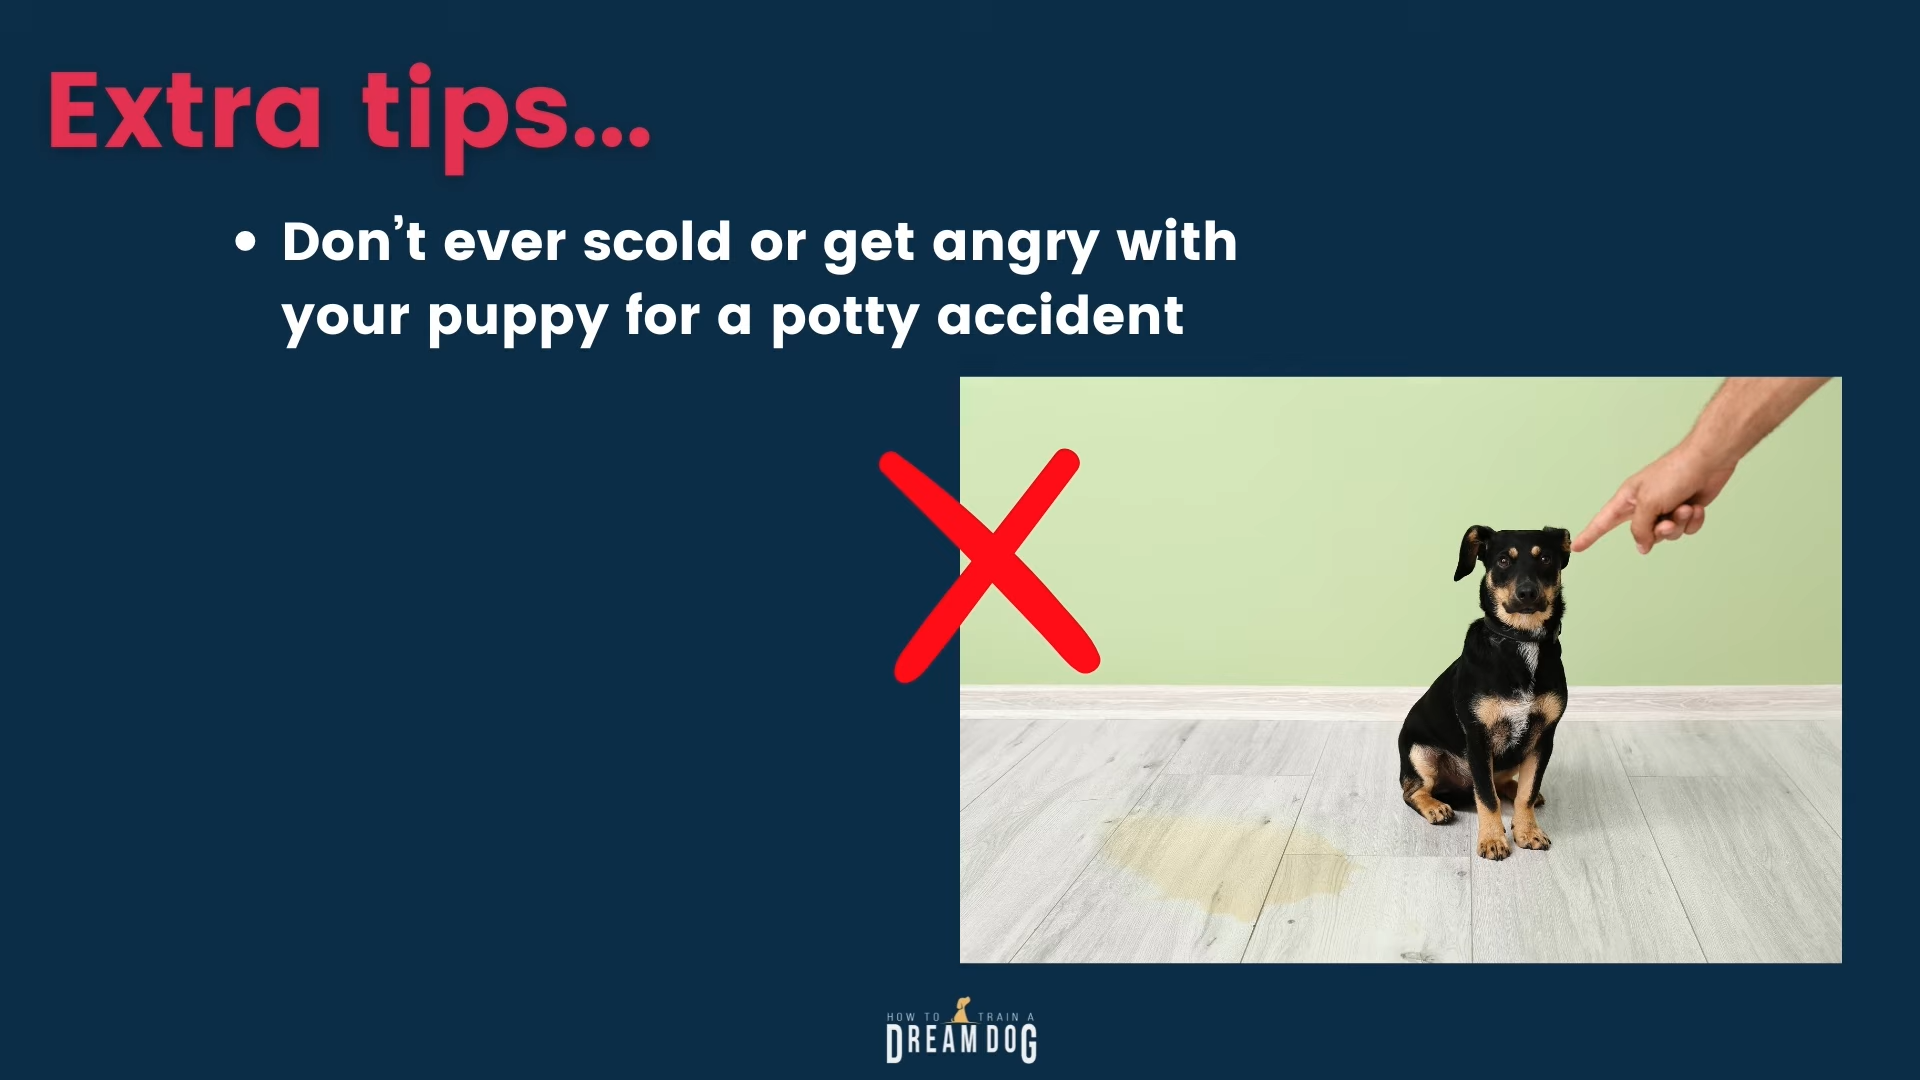 Extra tips...
• Don’t ever scold or get angry with
your puppy for a potty accident
HOW TO TRAIN A
DREAM DOG